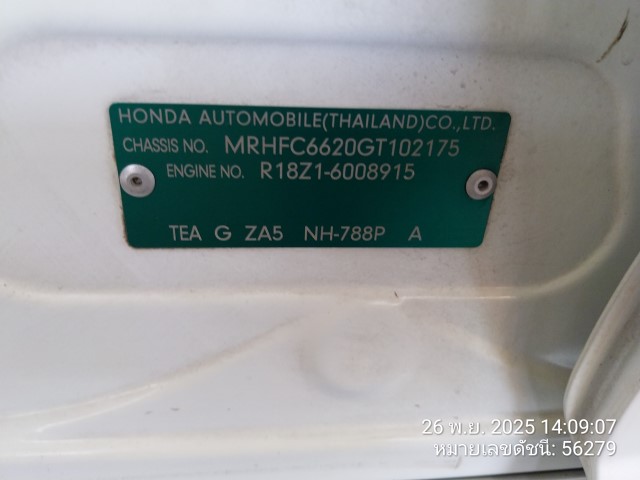 HONDA AUTOMOBILE(THAILAND)CO.,LTD.
CHASSIS NO. MRHFC6620GT102175
ENGINE NO. R18Z1-6008915
TEA G ZA5 NH-788P A
26 พ.ย. 2025 14:09:07
หมายเลขดัชนี: 56279